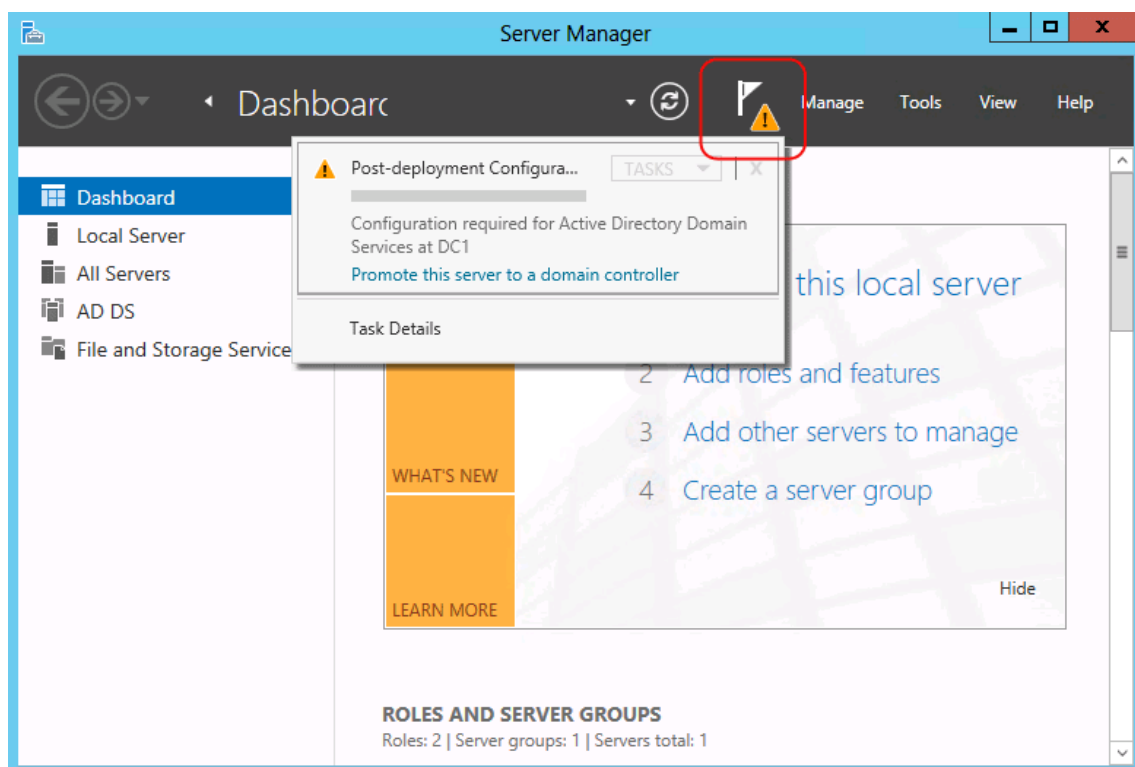 Server Manager
Dashboarc
Manage Tools View Help
Post-deployment Configura...
TASKS
X
Configuration required for Active Directory Domain
Services at DC1
Promote this server to a domain controller
Task Details
Dashboard
Local Server
All Servers
AD DS
File and Storage Service
this local server
2 Add roles and features
3 Add other servers to manage
4 Create a server group
WHAT'S NEW
LEARN MORE
Hide
ROLES AND SERVER GROUPS
Roles: 2 | Server groups: 1 | Servers total: 1